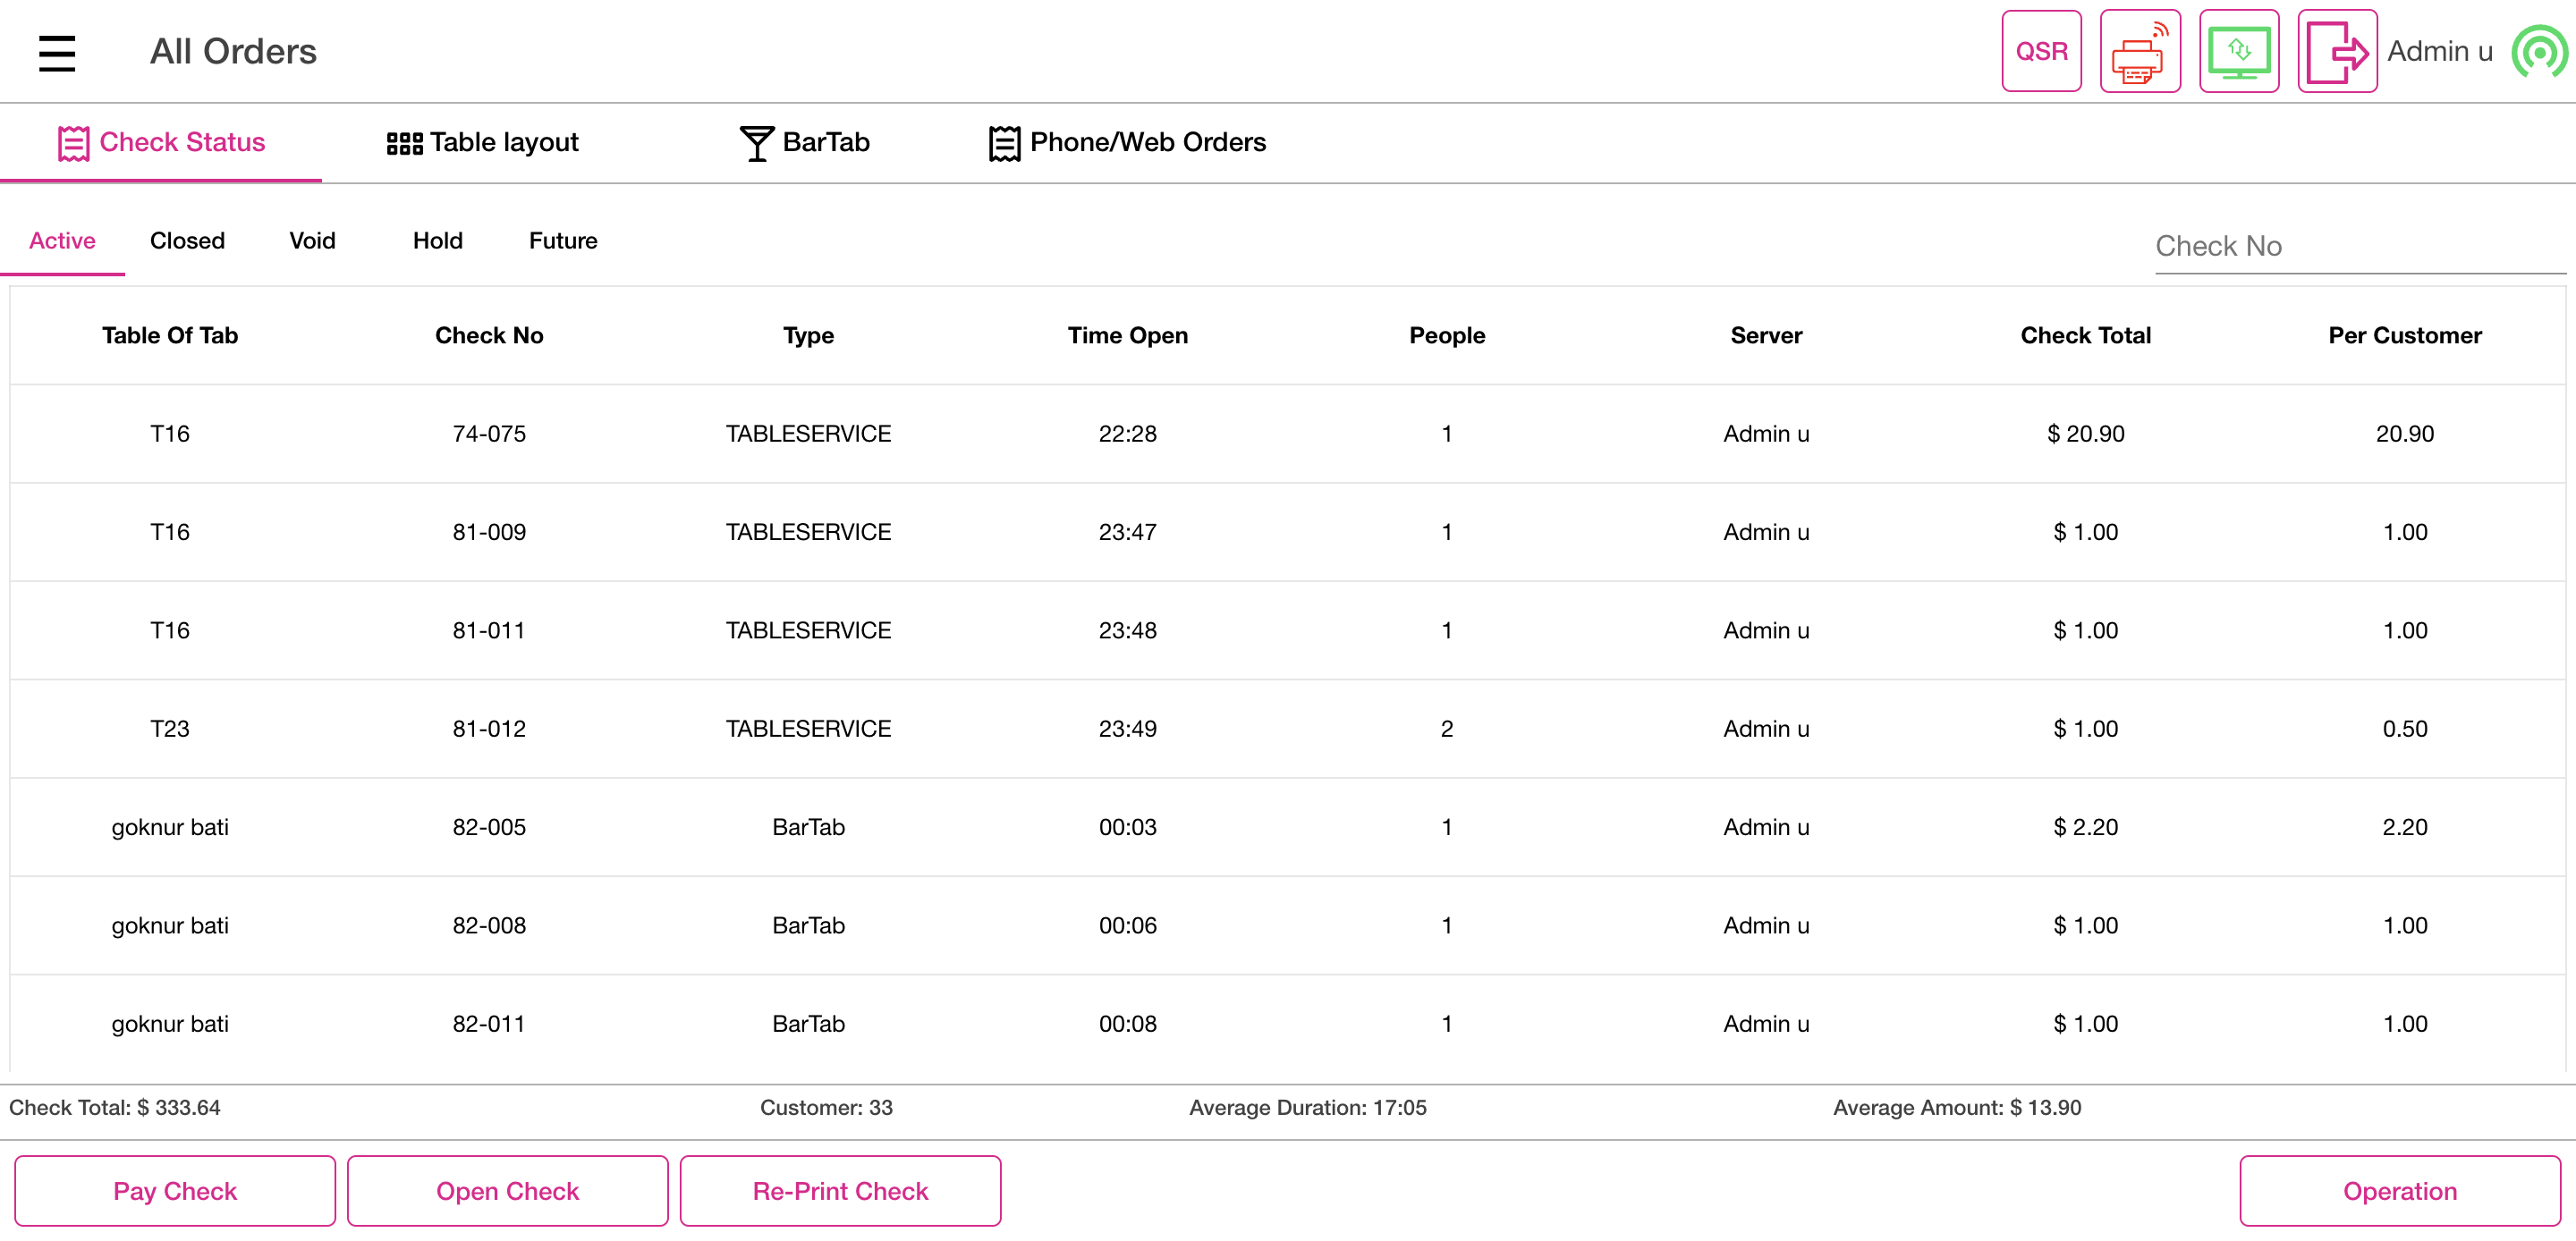 All Orders
QSR
Admin u
Check Status
Table layout
BarTab
Phone/Web Orders
Active
Closed
Void
Hold
Future
Check No
Table Of Tab Check No Type Time Open People Server Check Total Per Customer
T16 74-075 TABLESERVICE 22:28 1 Admin u $ 20.90 20.90
T16 81-009 TABLESERVICE 23:47 1 Admin u $ 1.00 1.00
T16 81-011 TABLESERVICE 23:48 1 Admin u $ 1.00 1.00
T23 81-012 TABLESERVICE 23:49 2 Admin u $ 1.00 0.50
goknur bati 82-005 BarTab 00:03 1 Admin u $ 2.20 2.20
goknur bati 82-008 BarTab 00:06 1 Admin u $ 1.00 1.00
goknur bati 82-011 BarTab 00:08 1 Admin u $ 1.00 1.00
Check Total: $ 333.64 Customer: 33 Average Duration: 17:05 Average Amount: $ 13.90
Pay Check
Open Check
Re-Print Check
Operation